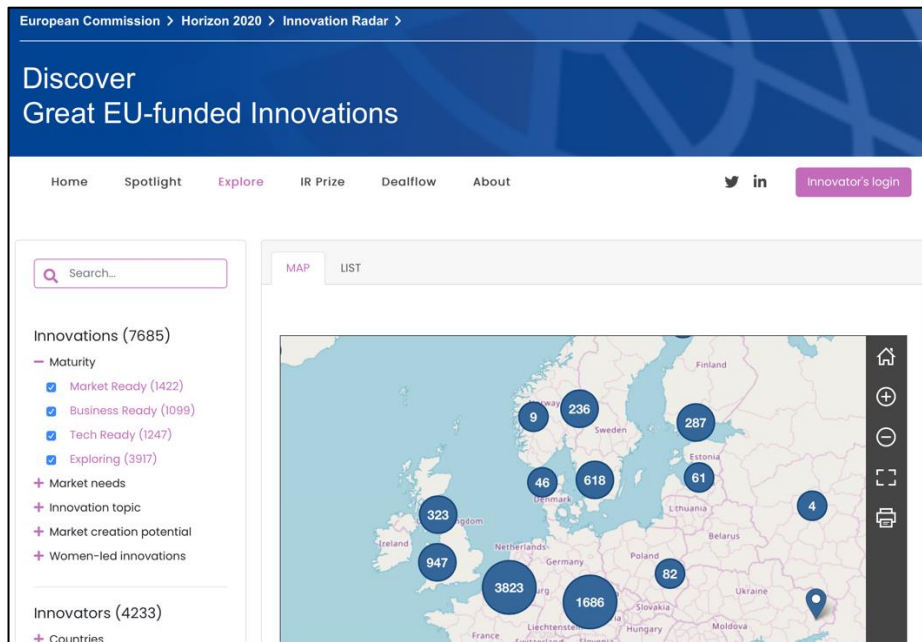 European Commission > Horizon 2020 > Innovation Radar >
Discover
Great EU-funded Innovations
Home Spotlight Explore IR Prize Dealflow About in Innovator's login
Search...
MAP LIST
Innovations (7685)
− Maturity
Market Ready (1422)
Business Ready (1099)
Tech Ready (1247)
Exploring (3917)
+ Market needs
+ Innovation topic
+ Market creation potential
+ Women-led innovations
Innovators (4233)
+ Countries
Finland
9
236
Sweden
287
Estonia
46
618
61
Denmark
Lithuania
4
323
Ireland
Belarus
947
Netherlands
Germany
Poland
82
3823
1686
Ukraine
Slovakia
Liechtenstein
Hungary
Moldova
France